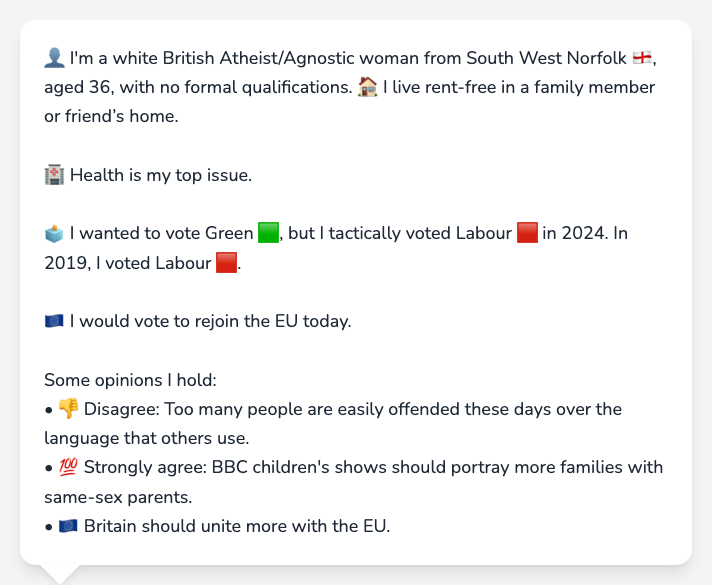 👤 I'm a white British Atheist/Agnostic woman from South West Norfolk 🏴󠁧󠁢󠁥󠁮󠁧󠁿,
aged 36, with no formal qualifications. 🏠 I live rent-free in a family member
or friend’s home.
🏥 Health is my top issue.
🗳️ I wanted to vote Green 🟩, but I tactically voted Labour 🟥 in 2024. In
2019, I voted Labour 🟥.
🇪🇺 I would vote to rejoin the EU today.
Some opinions I hold:
• 👎 Disagree: Too many people are easily offended these days over the
language that others use.
• 💯 Strongly agree: BBC children's shows should portray more families with
same-sex parents.
• 🇪🇺 Britain should unite more with the EU.